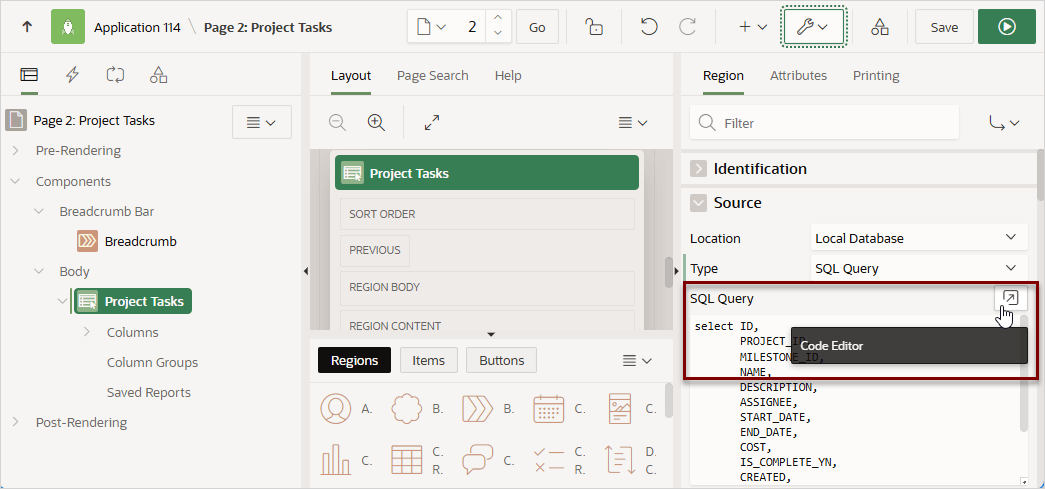 Application 114 \ Page 2: Project Tasks
2
Go
Save
Page 2: Project Tasks
Pre-Rendering
Components
Breadcrumb Bar
Breadcrumb
Body
Project Tasks
Columns
Column Groups
Saved Reports
Post-Rendering
Layout Page Search Help
Project Tasks
SORT ORDER
PREVIOUS
REGION BODY
REGION CONTENT
Regions Items Buttons
A. B. B. C. C.
C. C. R. C. C. R. D. C.
Region Attributes Printing
Filter
Identification
Source
Location Local Database
Type SQL Query
SQL Query
Code Editor
select ID,
PROJECT_ID,
MILESTONE_ID,
NAME,
DESCRIPTION,
ASSIGNEE,
START_DATE,
END_DATE,
COST,
IS_COMPLETE_YN,
CREATED,